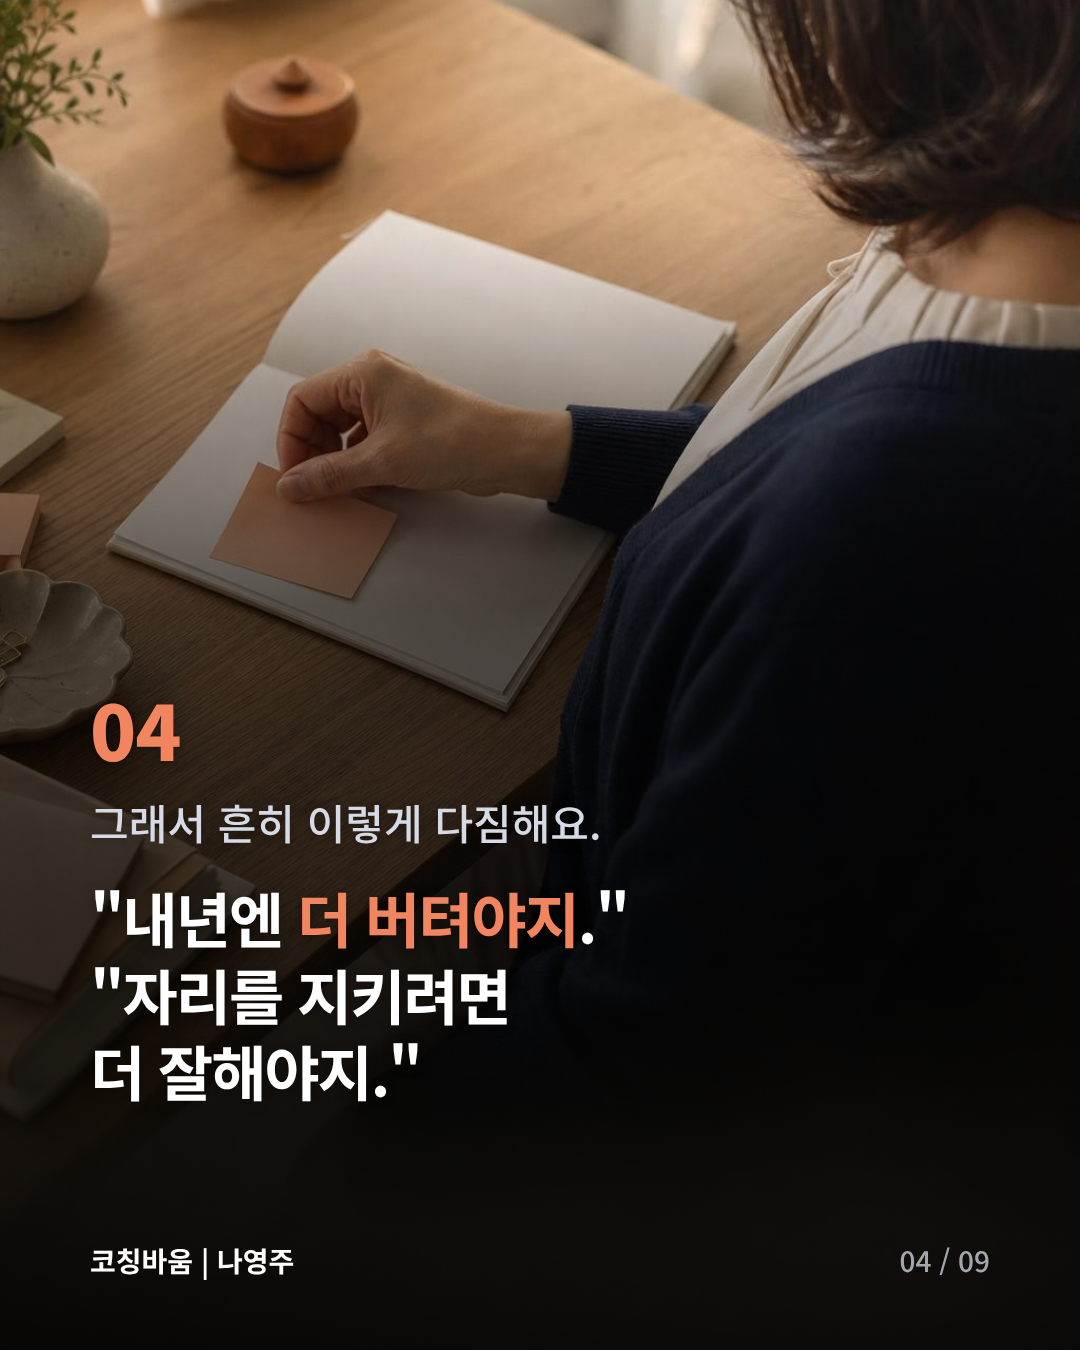 04
그래서 흔히 이렇게 다짐해요.
"내년엔 더 버텨야지."
"자리를 지키려면
더 잘해야지."
코칭바움 | 나영주
04 / 09